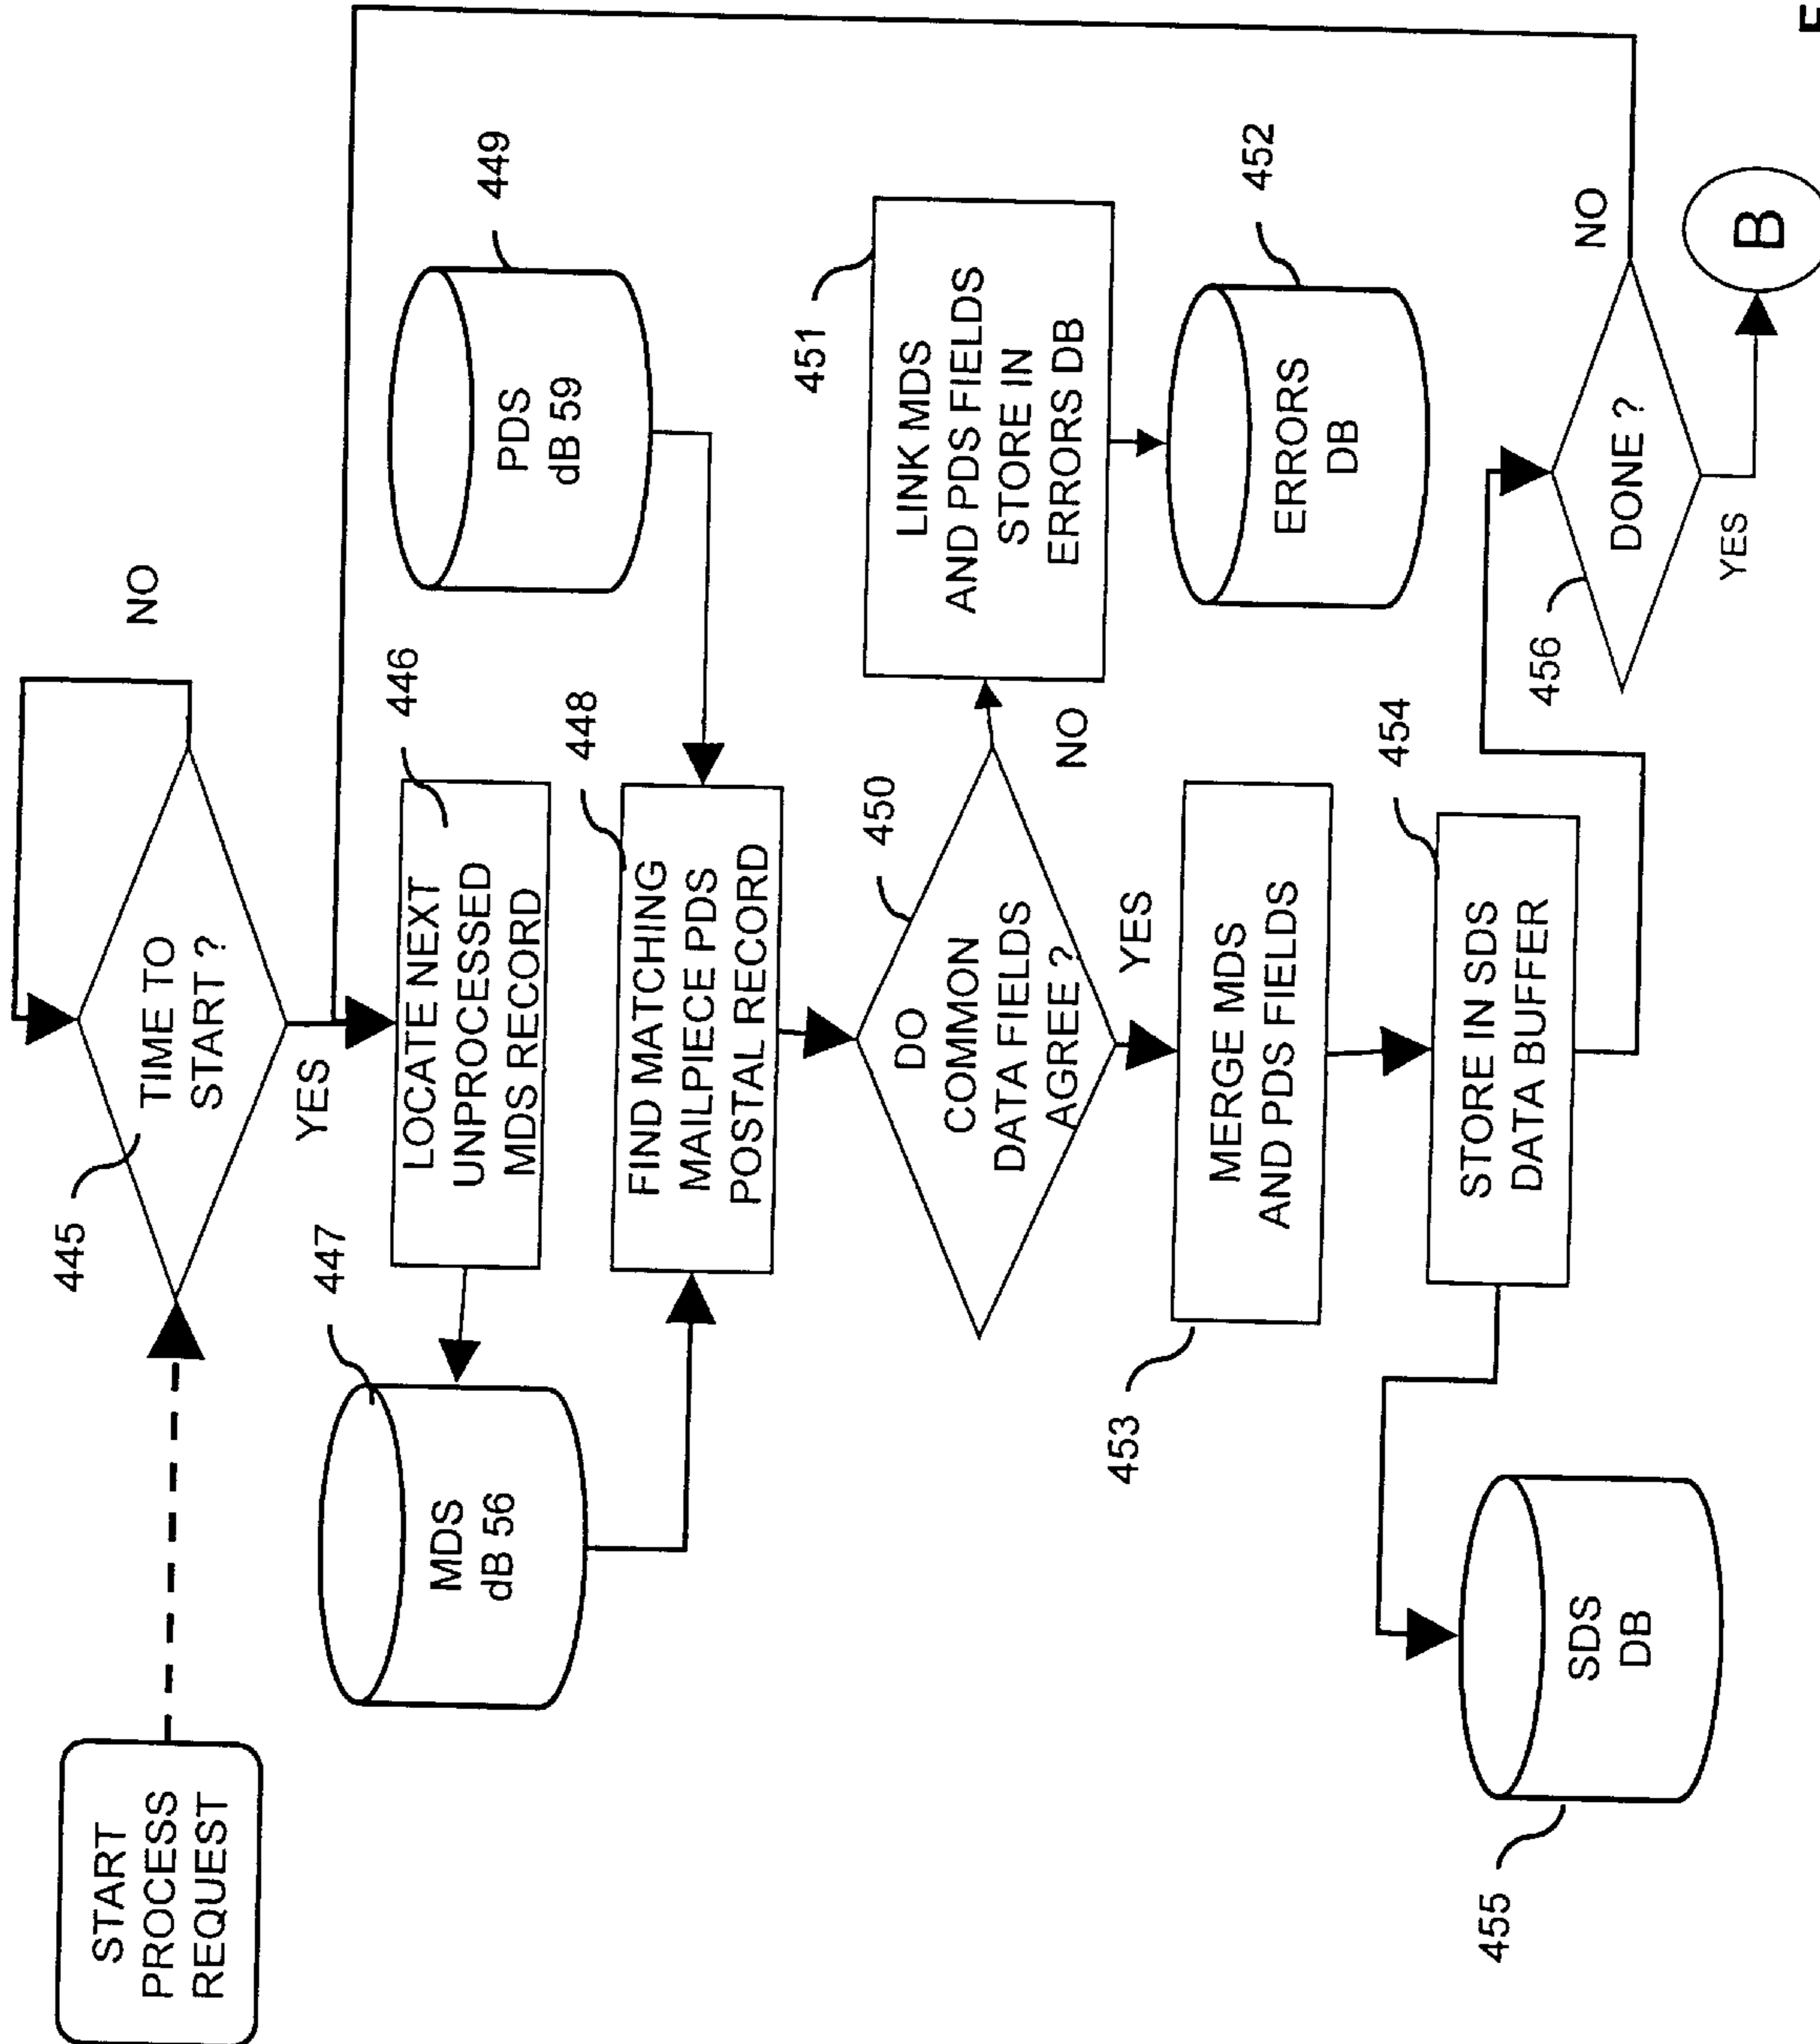 START
PROCESS
REQUEST
445
TIME TO
START ?
NO
YES
446
LOCATE NEXT
UNPROCESSED
MDS RECORD
447
MDS
dB 56
448
FIND MATCHING
MAILPIECE PDS
POSTAL RECORD
449
PDS
dB 59
450
DO
COMMON
DATA FIELDS
AGREE ?
NO
YES
451
LINK MDS
AND PDS FIELDS
STORE IN
ERRORS DB
452
ERRORS
DB
453
MERGE MDS
AND PDS FIELDS
454
STORE IN SDS
DATA BUFFER
455
SDS
DB
456
DONE ?
NO
YES
B